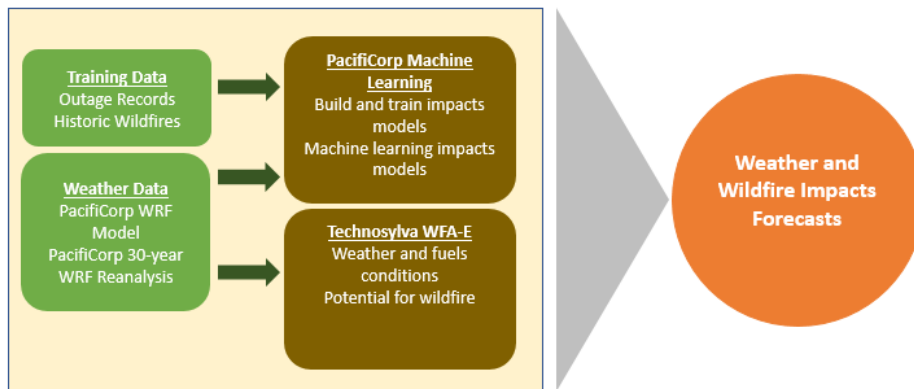 Training Data
Outage Records
Historic Wildfires
Weather Data
PacifiCorp WRF
Model
PacifiCorp 30-year
WRF Reanalysis
PacifiCorp Machine
Learning
Build and train impacts
models
Machine learning impacts
models
Technosylva WFA-E
Weather and fuels
conditions
Potential for wildfire
Weather and
Wildfire Impacts
Forecasts